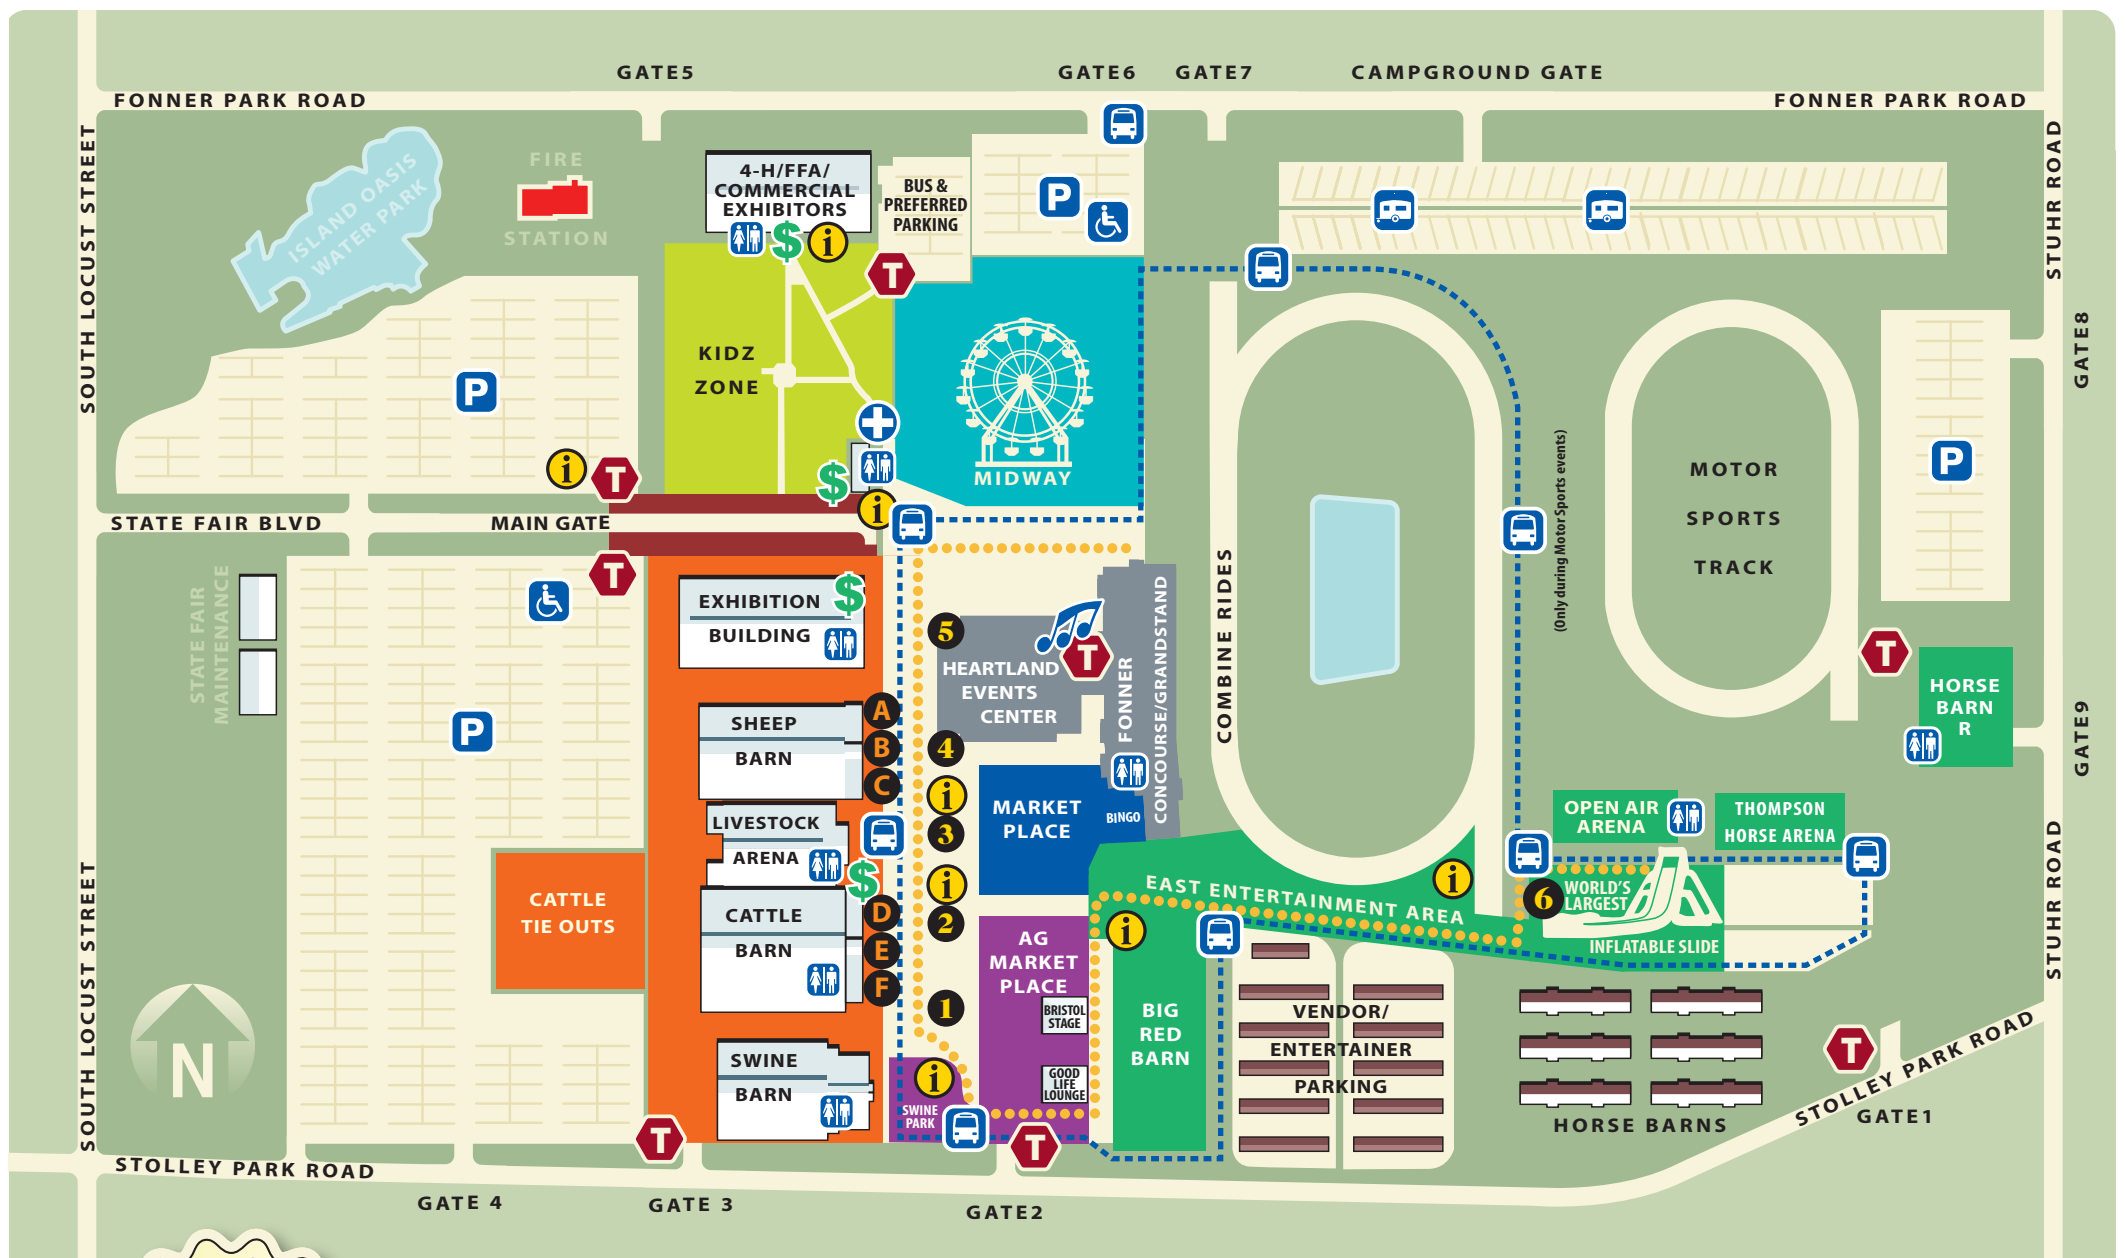 GATE5
GATE6
GATE7
CAMPGROUND GATE
FONNER PARK ROAD
FONNER PARK ROAD
SOUTH LOCUST STREET
ISLAND OASIS
WATER PARK
FIRE
STATION
4-H/FFA/
COMMERCIAL
EXHIBITORS
$
i
BUS &
PREFERRED
PARKING
P
T
STUHR ROAD
GATE8
KIDZ
ZONE
MIDWAY
P
i
T
$
i
STATE FAIR BLVD
MAIN GATE
T
STATE FAIR
MAINTENANCE
P
EXHIBITION
BUILDING
$
SHEEP
BARN
A
B
C
LIVESTOCK
ARENA
$
CATTLE
BARN
D
E
F
CATTLE
TIE OUTS
SWINE
BARN
5
HEARTLAND
EVENTS
CENTER
T
FONNER
CONCOURSE/GRANDSTAND
4
i
3
MARKET
PLACE
BINGO
i
2
1
AG
MARKET
PLACE
BRISTOL
STAGE
GOOD
LIFE
LOUNGE
i
SWINE
PARK
T
T
COMBINE RIDES
(Only during Motor Sports events)
MOTOR
SPORTS
TRACK
P
T
HORSE
BARN
R
GATE9
OPEN AIR
ARENA
THOMPSON
HORSE ARENA
EAST ENTERTAINMENT AREA
i
i
6
WORLD'S
LARGEST
INFLATABLE SLIDE
BIG
RED
BARN
VENDOR/
ENTERTAINER
PARKING
HORSE BARNS
T
STUHR ROAD
STOLLEY PARK ROAD
GATE1
SOUTH LOCUST STREET
N
STOLLEY PARK ROAD
GATE 4
GATE 3
GATE2